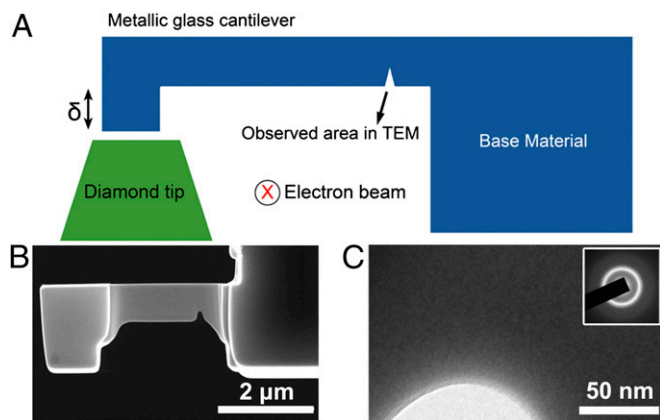 A
Metallic glass cantilever
δ
Observed area in TEM
Base Material
Diamond tip
X Electron beam
B
2 μm
C
50 nm